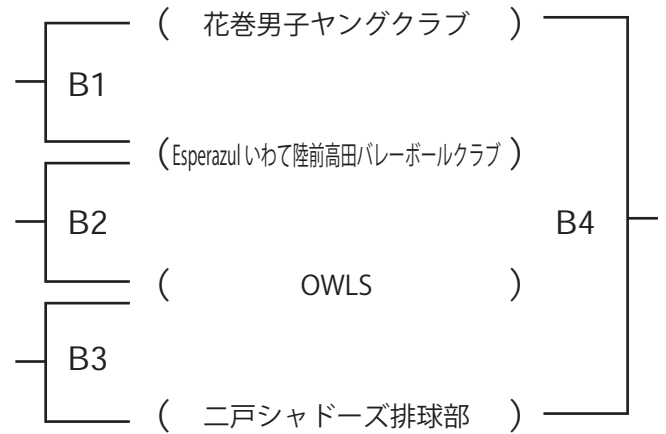 ( 花巻男子ヤングクラブ )
B1
( Esperazul いわて陸前高田バレーボールクラブ )
B2
B4
( OWLS )
B3
( 二戸シャドーズ排球部 )